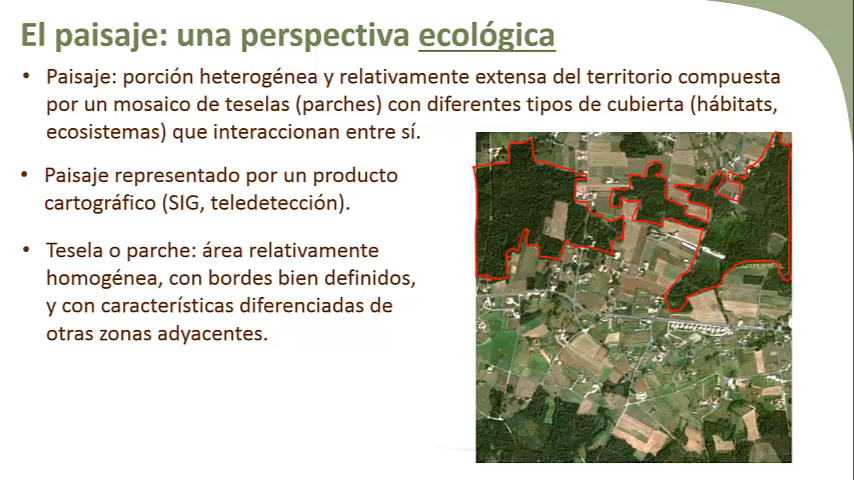 El paisaje: una perspectiva ecológica
• Paisaje: porción heterogénea y relativamente extensa del territorio compuesta
por un mosaico de teselas (parches) con diferentes tipos de cubierta (hábitats,
ecosistemas) que interaccionan entre sí.
• Paisaje representado por un producto
cartográfico (SIG, teledetección).
• Tesela o parche: área relativamente
homogénea, con bordes bien definidos,
y con características diferenciadas de
otras zonas adyacentes.